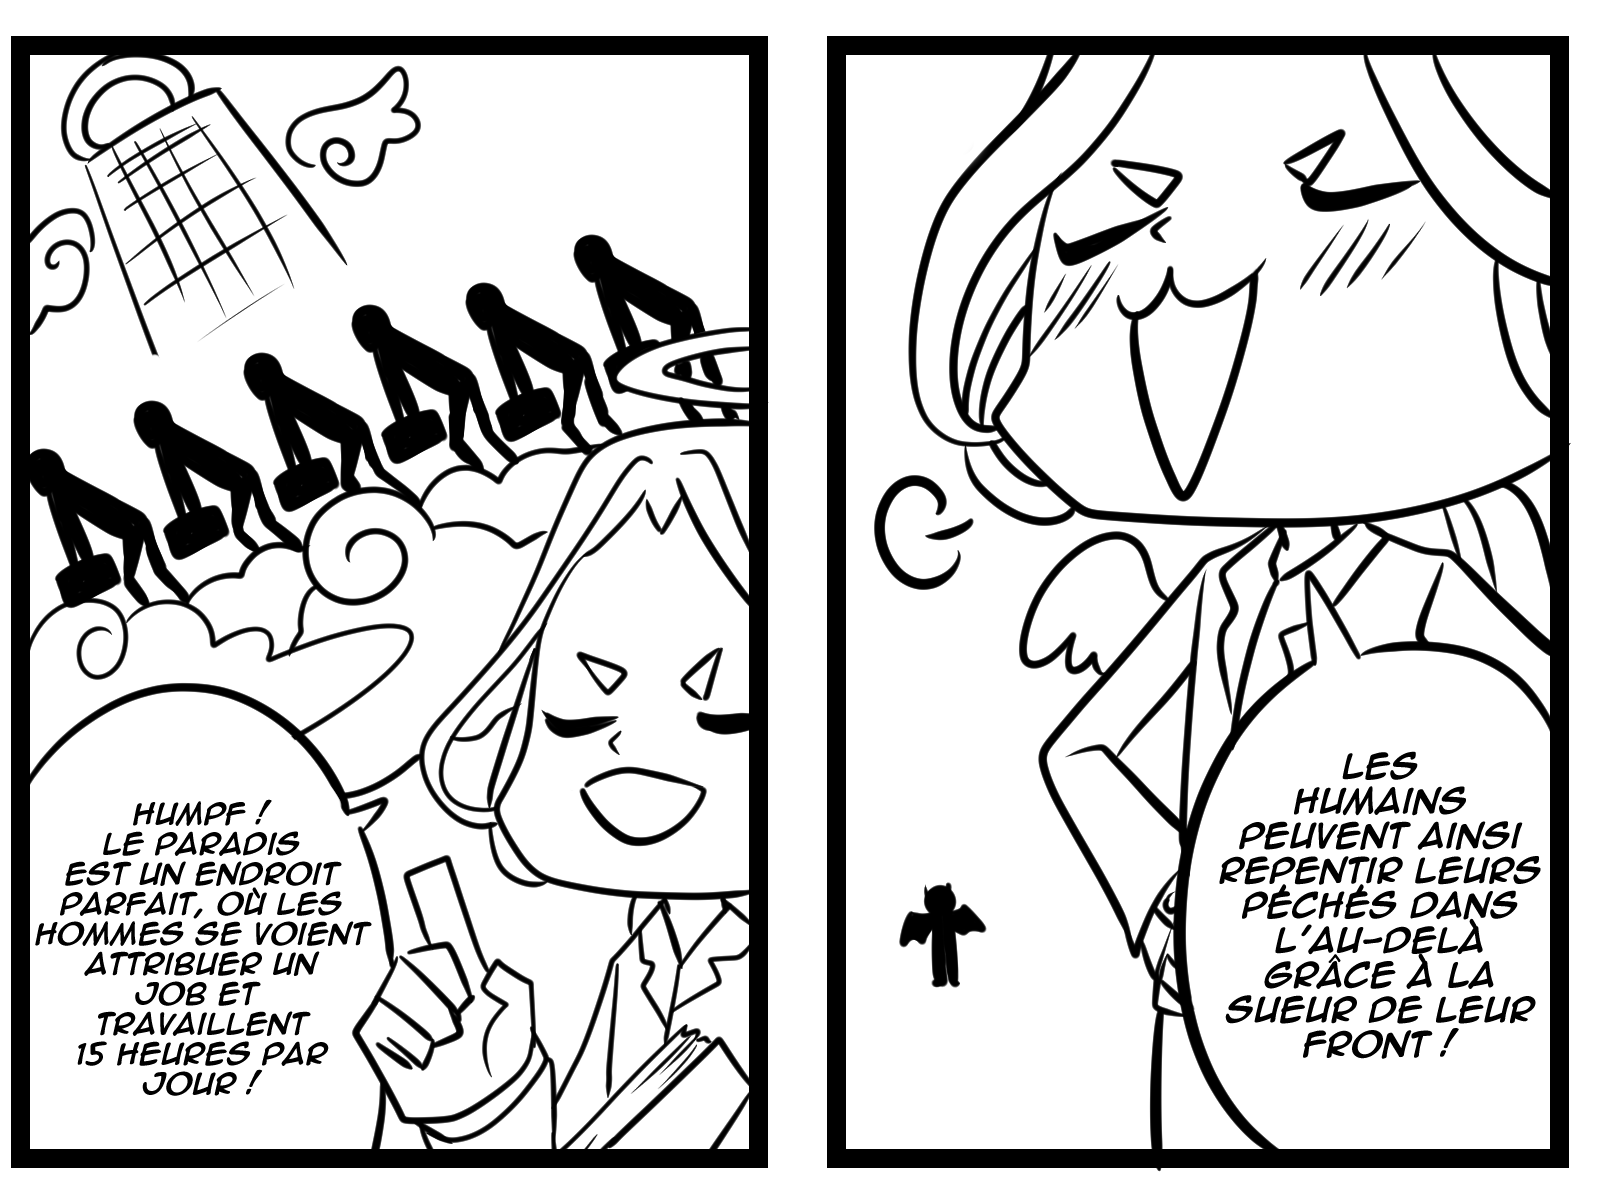 HUMPF !
LE PARADIS
EST UN ENDROIT
PARFAIT, OÙ LES
HOMMES SE VOIENT
ATTRIBUER UN
JOB ET
TRAVAILLENT
15 HEURES PAR
JOUR !
LES
HUMAINS
PEUVENT AINSI
REPENTIR LEURS
PÉCHÉS DANS
L'AU-DELÀ
GRÂCE À LA
SUEUR DE LEUR
FRONT !